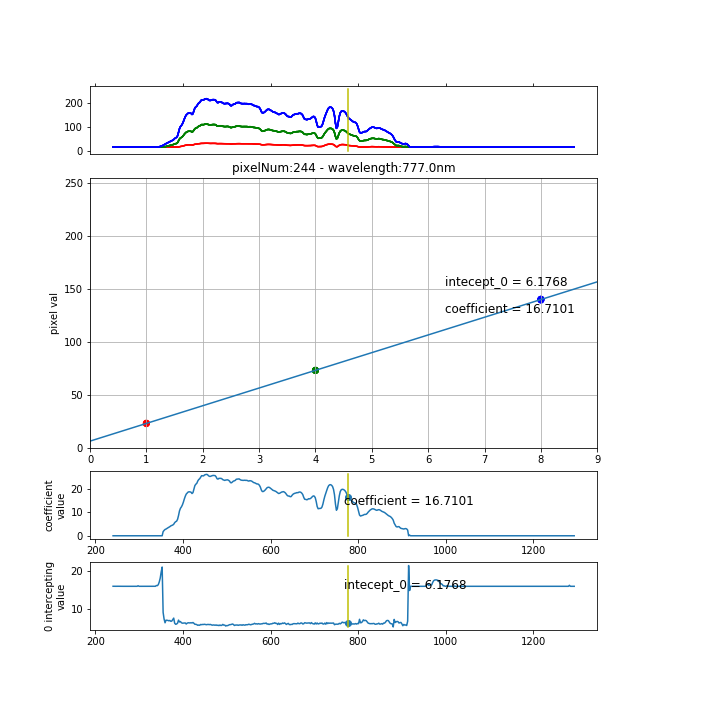 200
100
0
pixelNum:244 - wavelength:777.0nm
250
200
150
100
50
0
pixel val
intecept_0 = 6.1768
coefficient = 16.7101
0 1 2 3 4 5 6 7 8 9
20
10
0
coefficient
value
coefficient = 16.7101
200 400 600 800 1000 1200
20
10
0 intercepting
value
intecept_0 = 6.1768
200 400 600 800 1000 1200